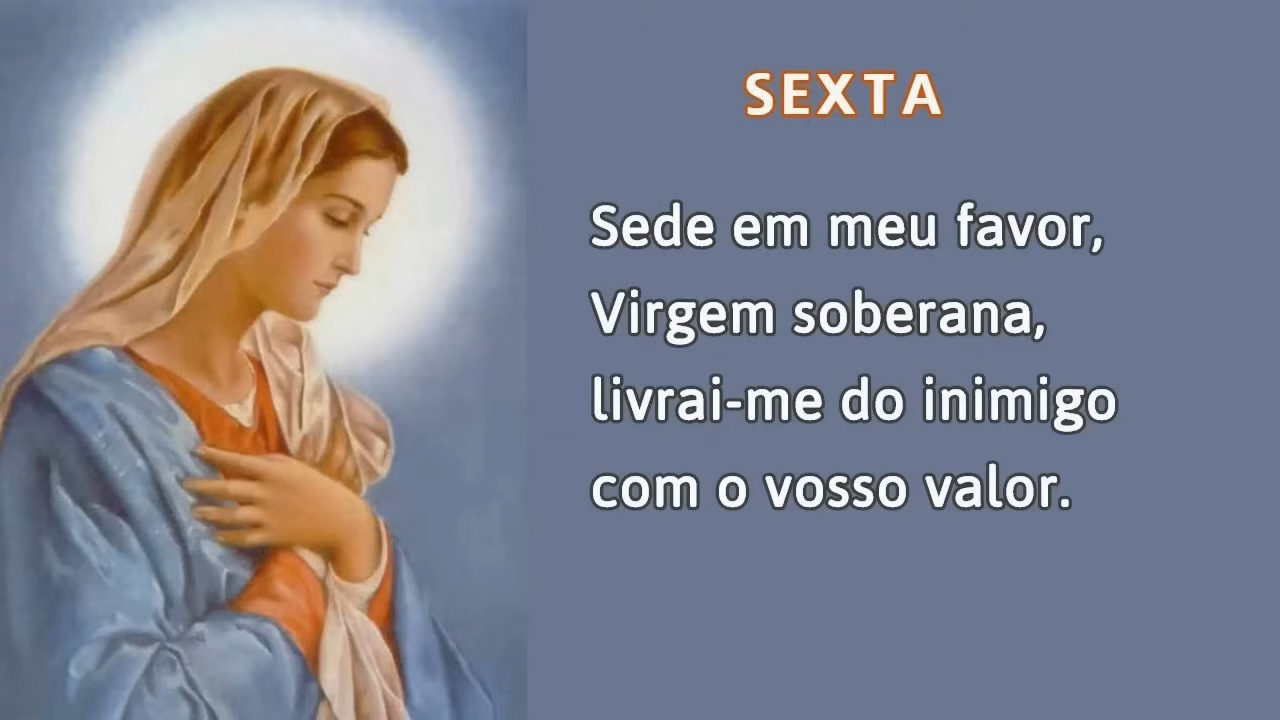 SEXTA
Sede em meu favor,
Virgem soberana,
livrai-me do inimigo
com o vosso valor.